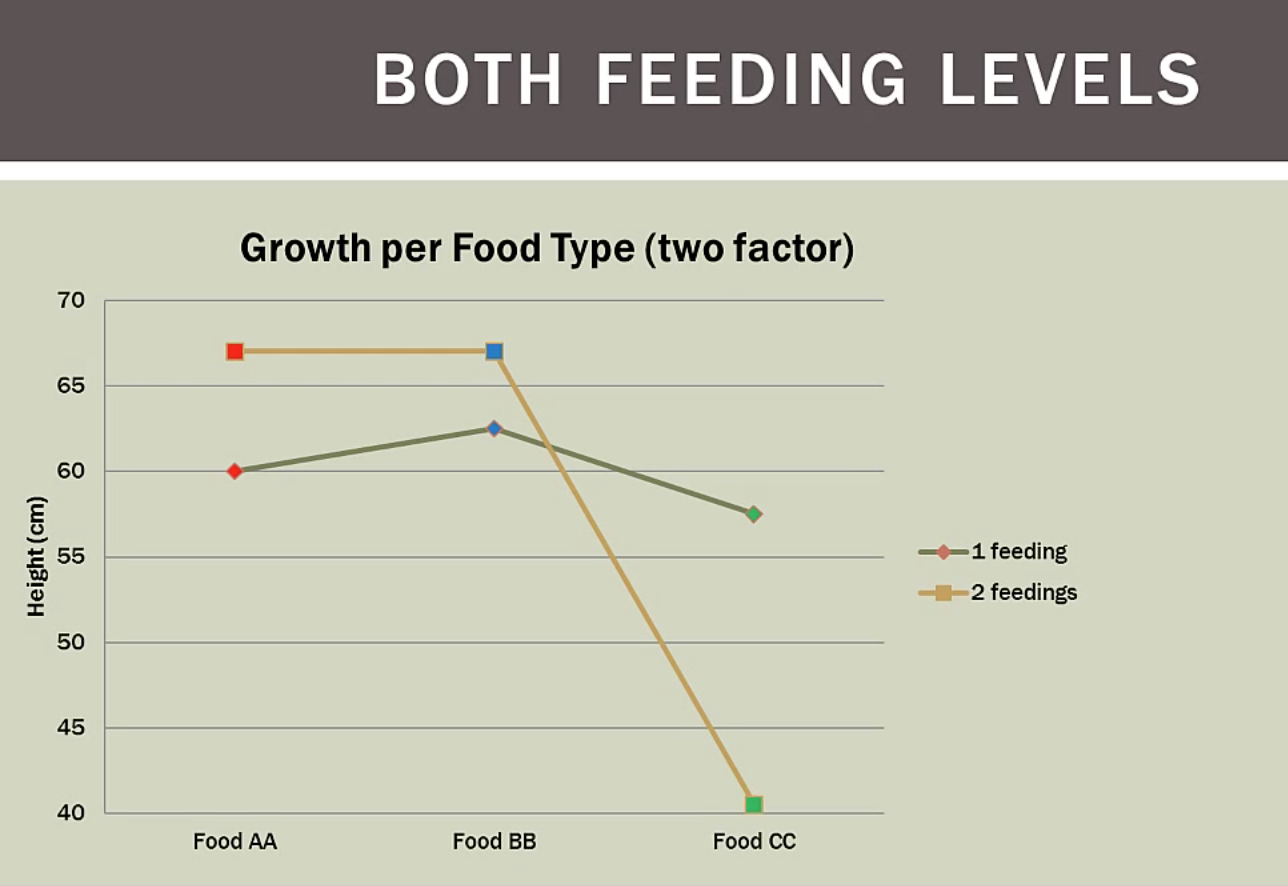 BOTH FEEDING LEVELS
Growth per Food Type (two factor)
70
65
60
55
50
45
40
Height (cm)
Food AA
Food BB
Food CC
1 feeding
2 feedings